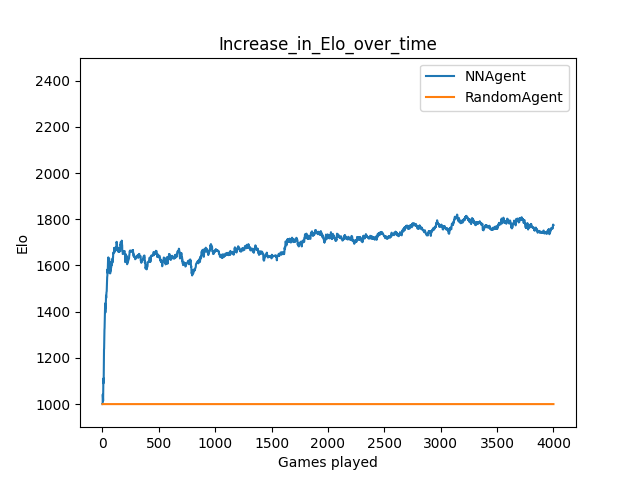 Increase_in_Elo_over_time
NNAgent
RandomAgent
2400
2200
2000
1800
1600
1400
1200
1000
Elo
0 500 1000 1500 2000 2500 3000 3500 4000
Games played